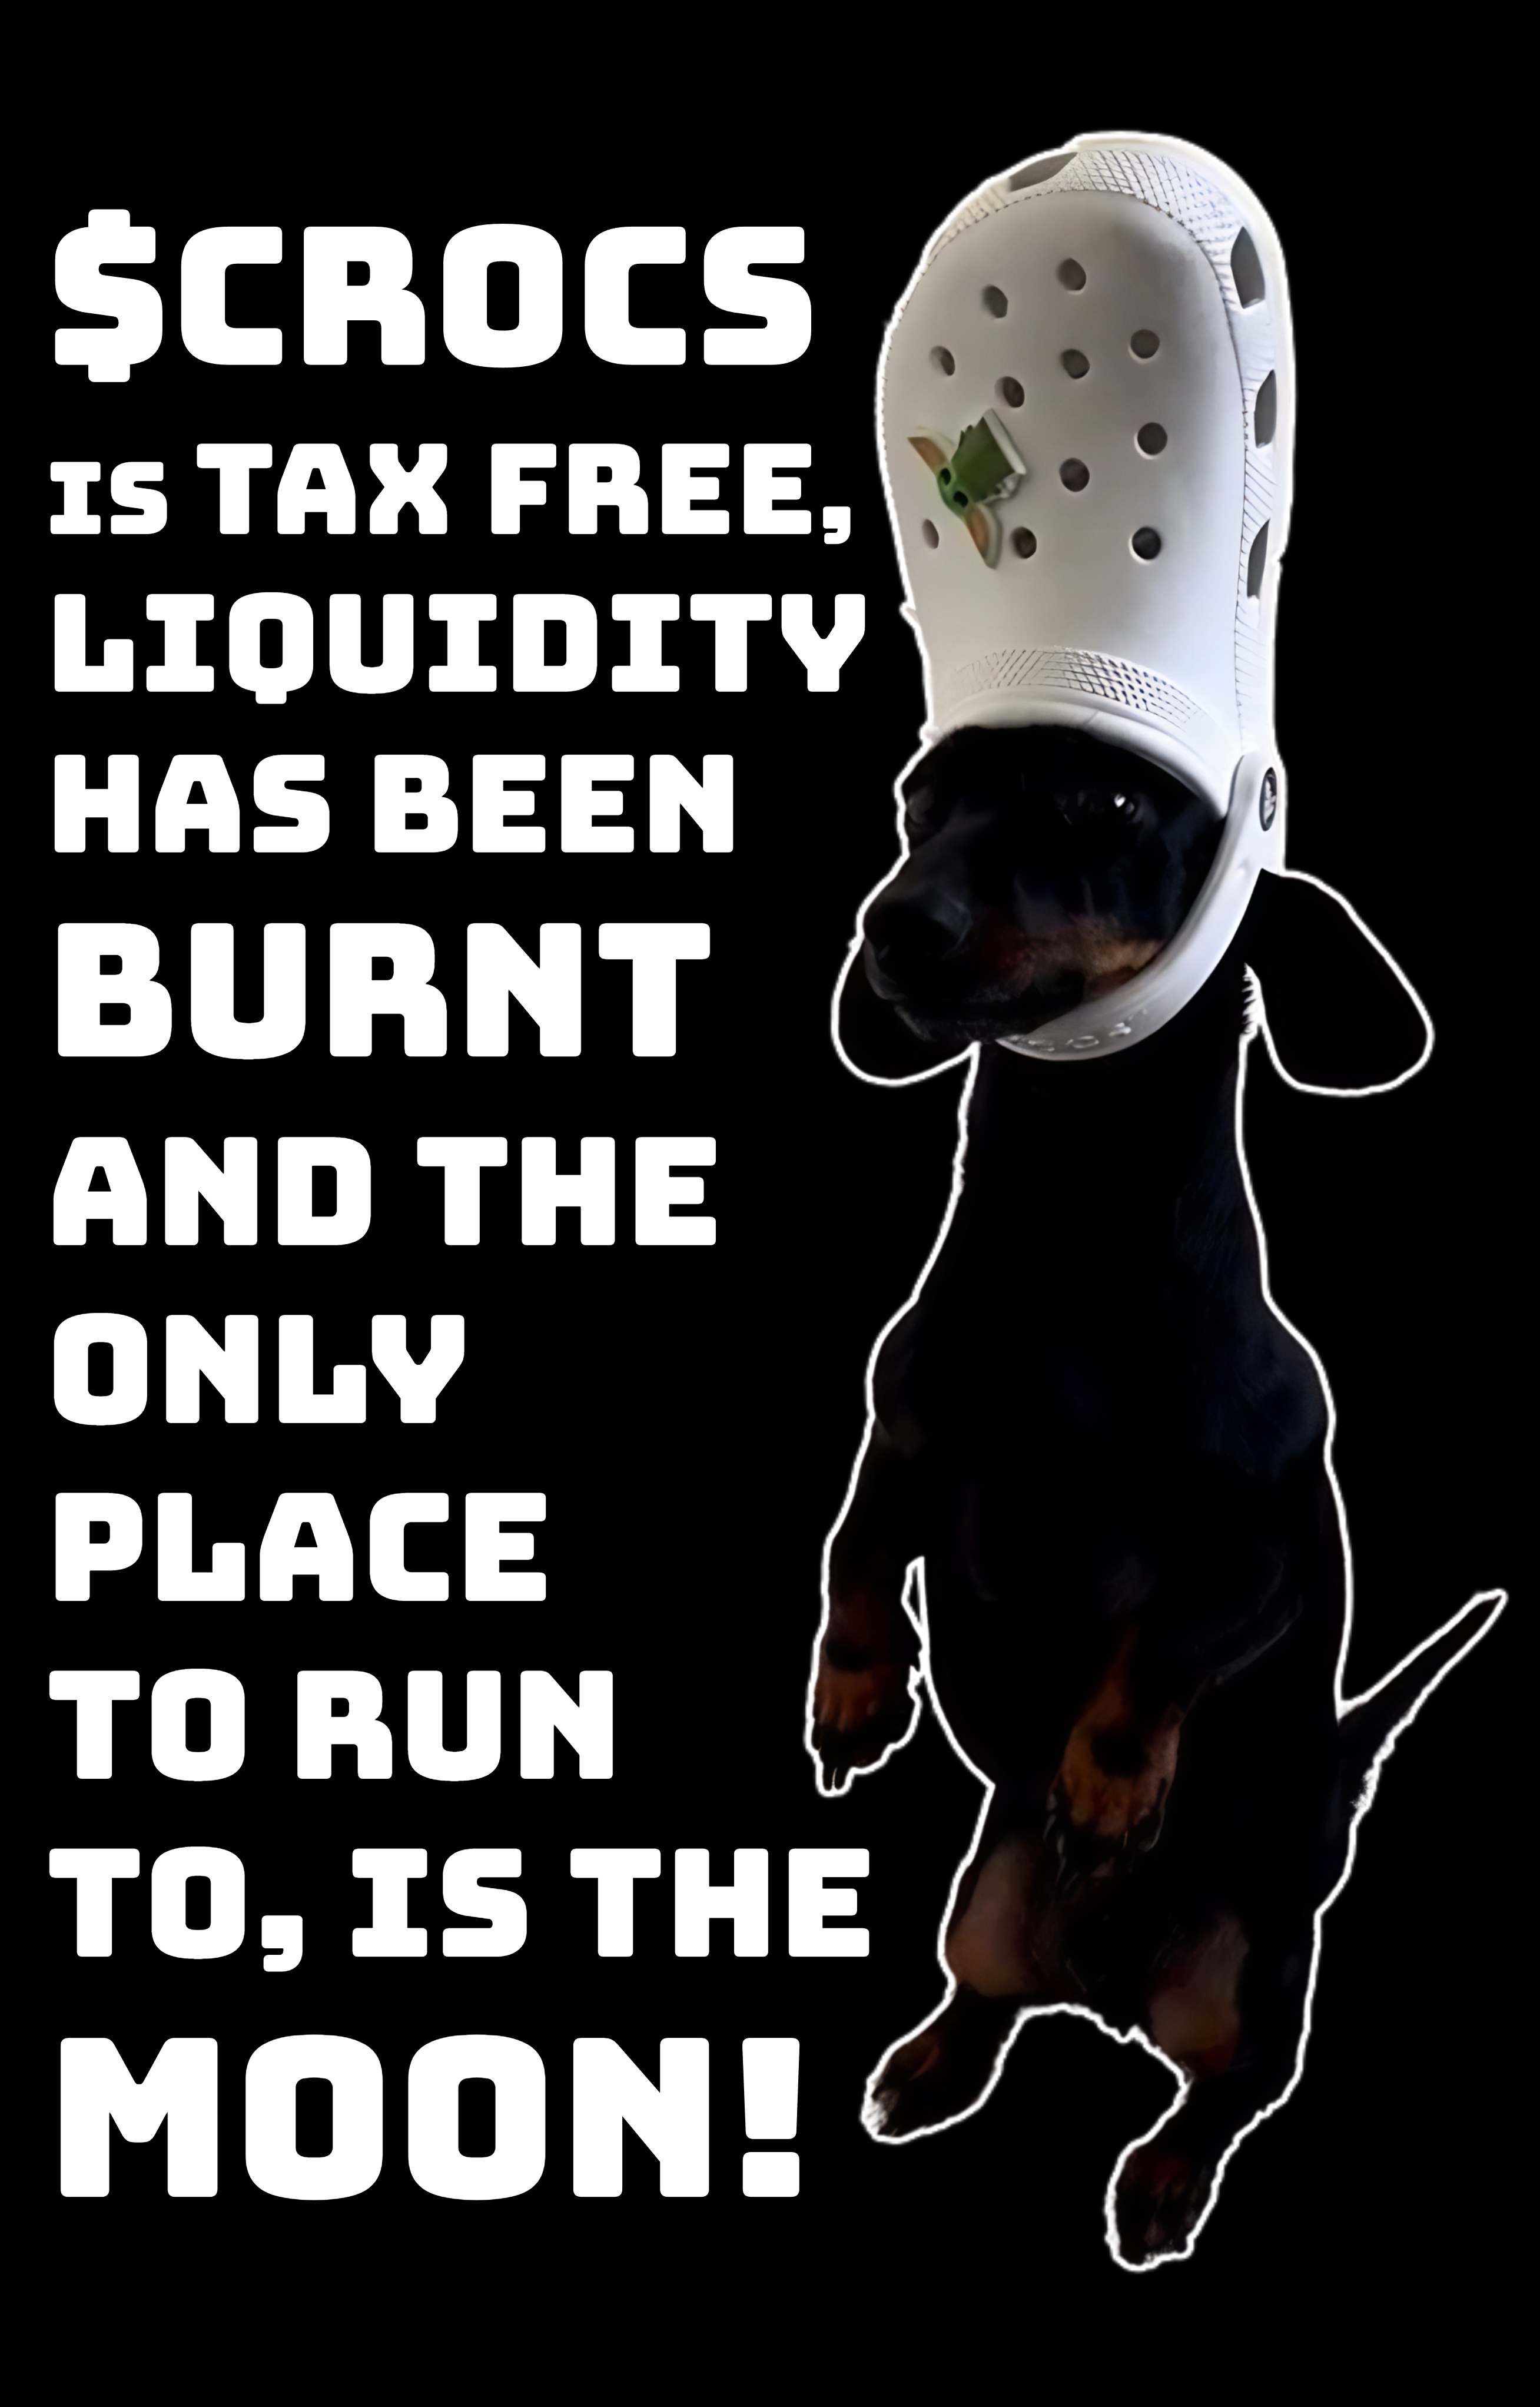 $CROCS
IS TAX FREE,
LIQUIDITY
HAS BEEN
BURNT
AND THE
ONLY
PLACE
TO RUN
TO, IS THE
MOON!